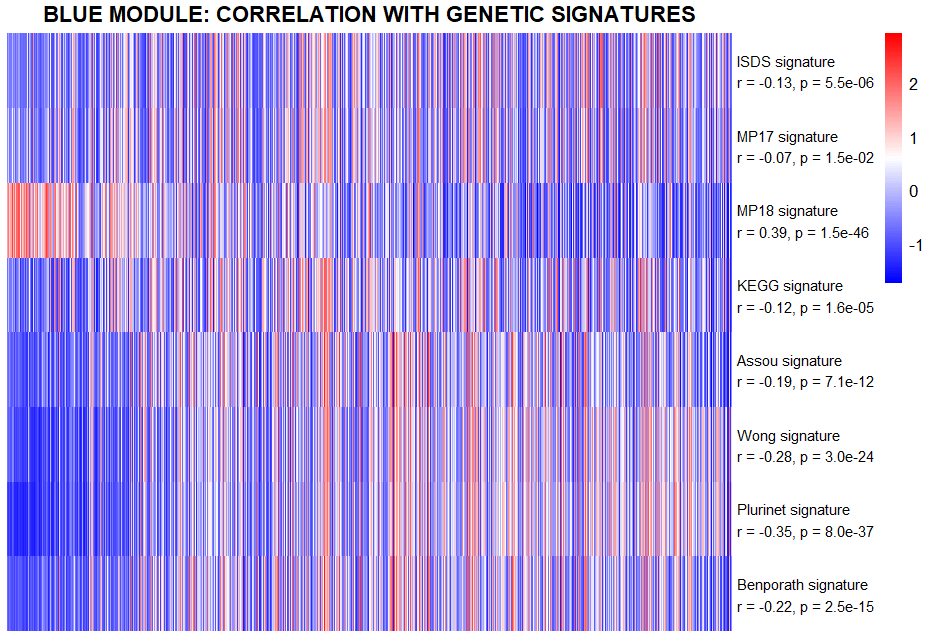 BLUE MODULE: CORRELATION WITH GENETIC SIGNATURES
ISDS signature
r = -0.13, p = 5.5e-06
MP17 signature
r = -0.07, p = 1.5e-02
MP18 signature
r = 0.39, p = 1.5e-46
KEGG signature
r = -0.12, p = 1.6e-05
Assou signature
r = -0.19, p = 7.1e-12
Wong signature
r = -0.28, p = 3.0e-24
Plurinet signature
r = -0.35, p = 8.0e-37
Benporath signature
r = -0.22, p = 2.5e-15
2
1
0
-1